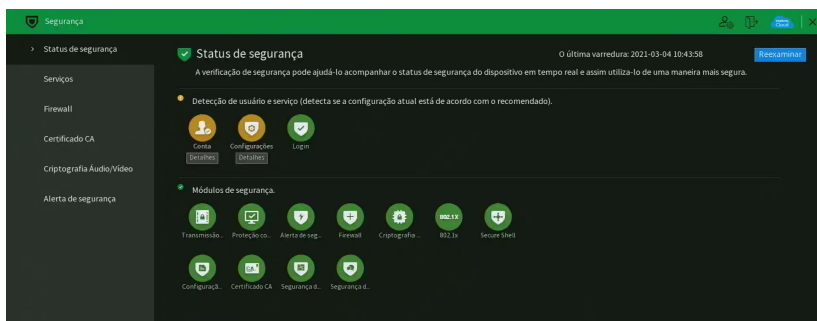 Segurança
Status de segurança
Serviços
Firewall
Certificado CA
Criptografia Áudio/Vídeo
Alerta de segurança
Status de segurança
O última varredura: 2021-03-04 10:43:58
Reexaminar
A verificação de segurança pode ajudá-lo acompanhar o status de segurança do dispositivo em tempo real e assim utiliza-lo de uma maneira mais segura.
Detecção de usuário e serviço (detecta se a configuração atual está de acordo com o recomendado).
Conta Configurações Login
Detalhes Detalhes
Módulos de segurança.
802.1X
Transmissão... Proteção co... Alerta de seg... Firewall Criptografia ... 802.1x Secure Shell
CA
Configuraçã... Certificado CA Segurança d... Segurança d...